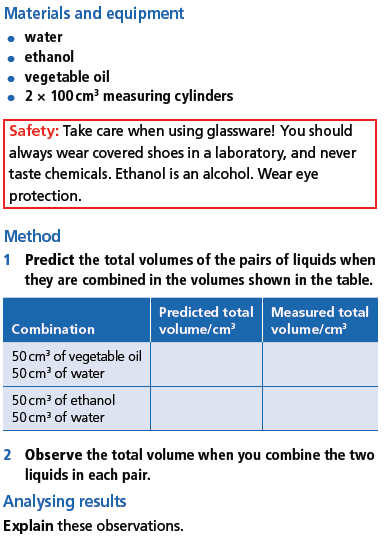 Materials and equipment
● water
● ethanol
● vegetable oil
● 2 × 100 cm³ measuring cylinders
Safety: Take care when using glassware! You should
always wear covered shoes in a laboratory, and never
taste chemicals. Ethanol is an alcohol. Wear eye
protection.
Method
1 Predict the total volumes of the pairs of liquids when
they are combined in the volumes shown in the table.
Combination
Predicted total
volume/cm³
Measured total
volume/cm³
50 cm³ of vegetable oil
50 cm³ of water
50 cm³ of ethanol
50 cm³ of water
2 Observe the total volume when you combine the two
liquids in each pair.
Analysing results
Explain these observations.